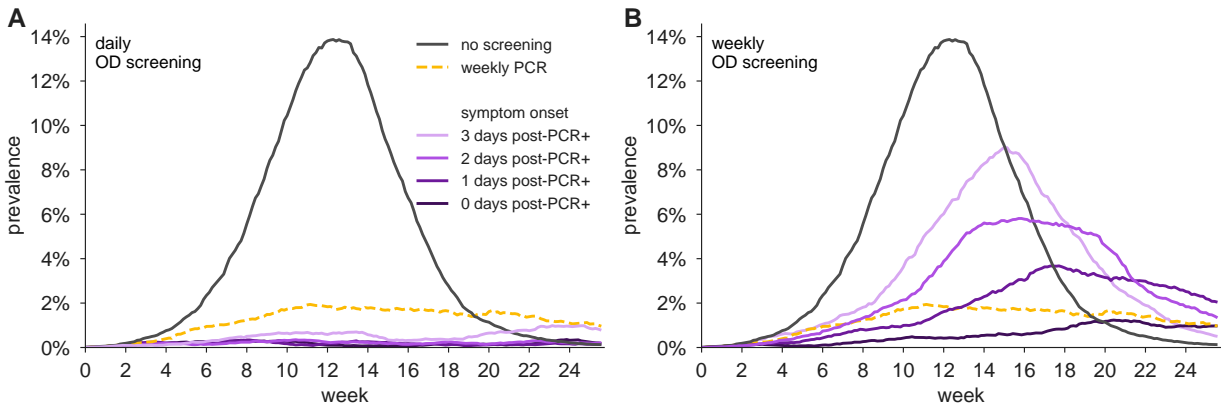 A
daily
OD screening
no screening
weekly PCR
symptom onset
3 days post-PCR+
2 days post-PCR+
1 days post-PCR+
0 days post-PCR+
14%
12%
10%
8%
6%
4%
2%
0%
prevalence
0 2 4 6 8 10 12 14 16 18 20 22 24
week
B
weekly
OD screening
14%
12%
10%
8%
6%
4%
2%
0%
prevalence
0 2 4 6 8 10 12 14 16 18 20 22 24
week